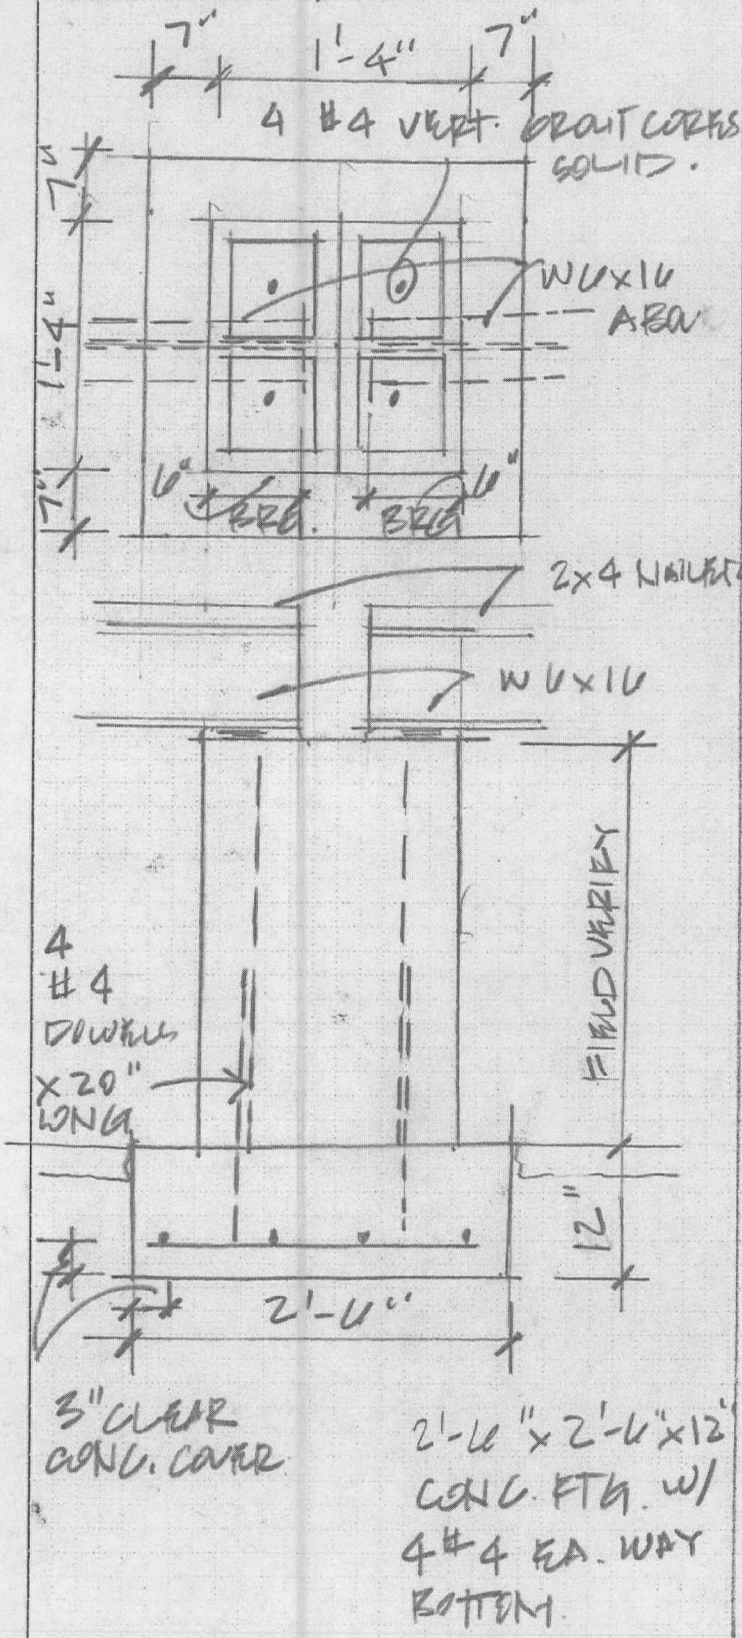 7" 1'-4" 7"
4 #4 VERT. GROUT CORES
SOLID.
7"
W6x16
ABOV
1'-4"
7"
6" BRG. BRG 6"
2x4 NAILER
W6x16
FIELD VERIFY
4
#4
DOWELS
x20"
LONG
12"
2'-6"
3" CLEAR
CONC. COVER
2'-6" x 2'-6" x 12"
CONC. FTG. W/
4 #4 EA. WAY
BOTTOM.